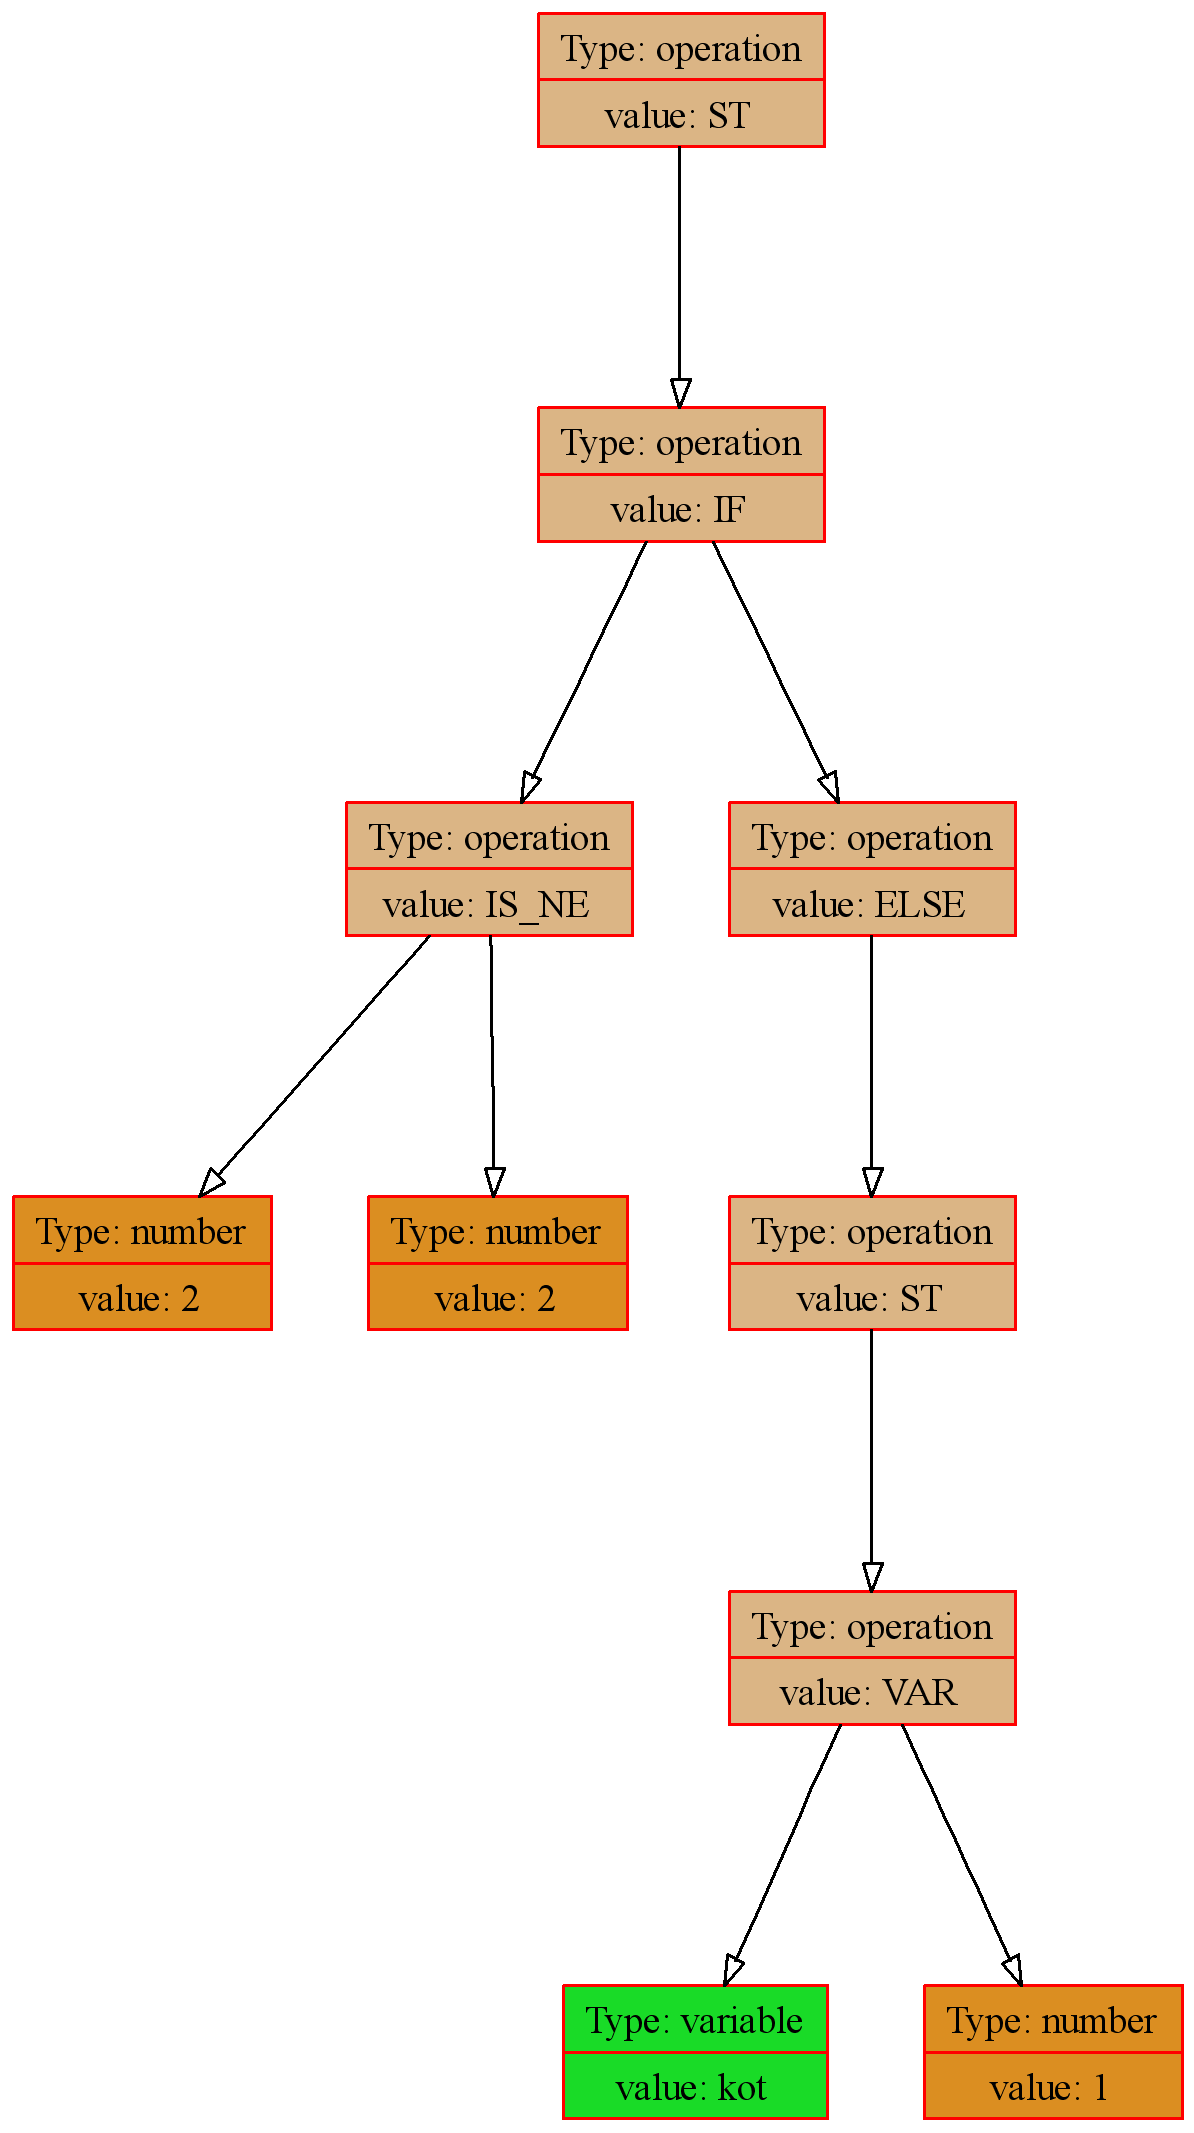 Type: operation
value: ST
Type: operation
value: IF
Type: operation
value: IS_NE
Type: operation
value: ELSE
Type: number
value: 2
Type: number
value: 2
Type: operation
value: ST
Type: operation
value: VAR
Type: variable
value: kot
Type: number
value: 1